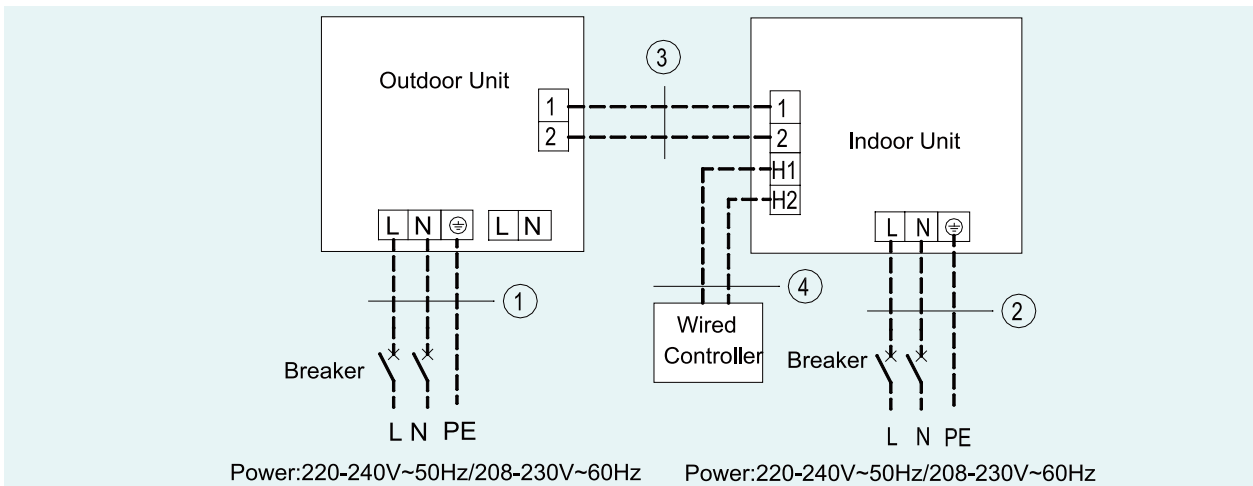 Outdoor Unit
1
2
L N ⏚ L N
①
Breaker
L N PE
Power:220-240V~50Hz/208-230V~60Hz
③
1
2
H1
H2
Indoor Unit
L N ⏚
④
Wired
Controller
②
Breaker
L N PE
Power:220-240V~50Hz/208-230V~60Hz